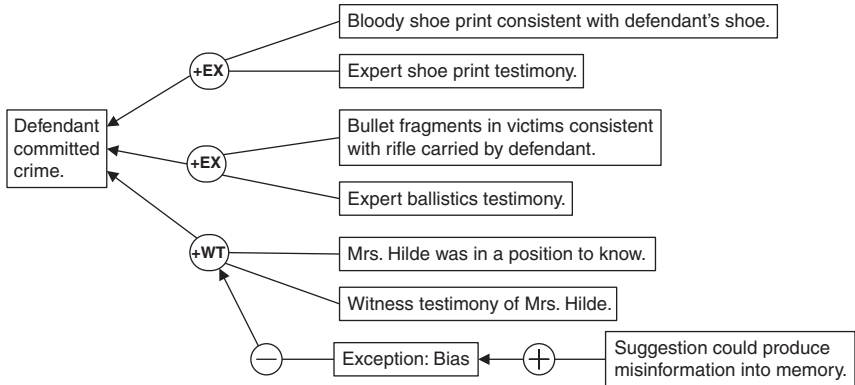 Bloody shoe print consistent with defendant's shoe.
+EX
Expert shoe print testimony.
Defendant
committed
crime.
Bullet fragments in victims consistent
with rifle carried by defendant.
+EX
Expert ballistics testimony.
+WT
Mrs. Hilde was in a position to know.
Witness testimony of Mrs. Hilde.
−
Exception: Bias
+
Suggestion could produce
misinformation into memory.